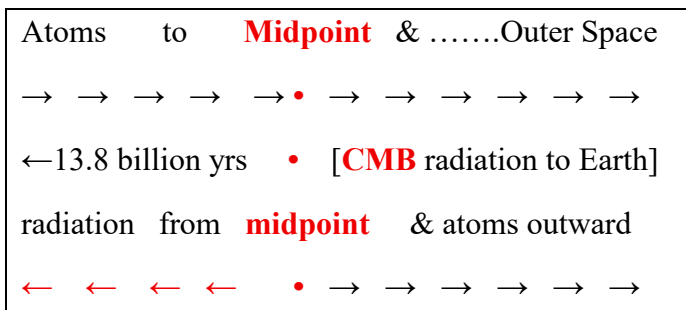 Atoms to Midpoint & …….Outer Space
→ → → → →• → → → → → →
←13.8 billion yrs • [CMB radiation to Earth]
radiation from midpoint & atoms outward
← ← ← ← • → → → → → →